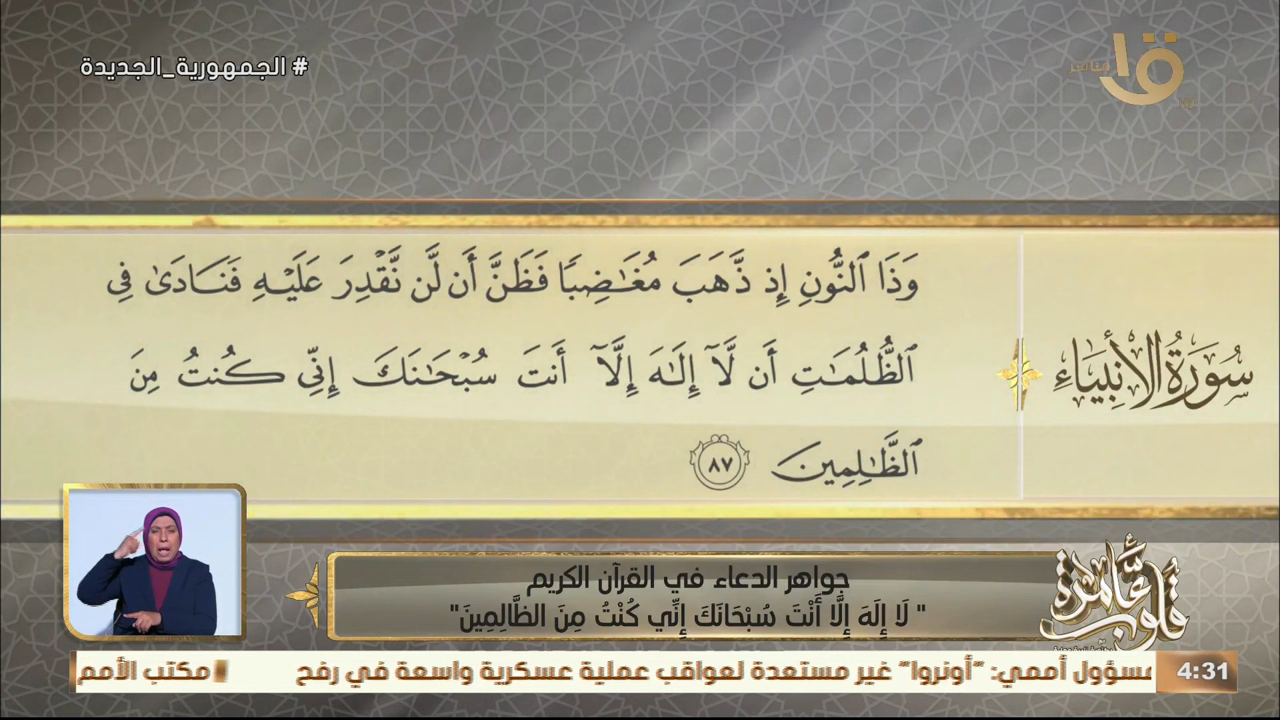 #الجمهورية_الجديدة
وَذَا ٱلنُّونِ إِذ ذَّهَبَ مُغَٰضِبًا فَظَنَّ أَن لَّن نَّقْدِرَ عَلَيْهِ فَنَادَىٰ فِى
ٱلظُّلُمَٰتِ أَن لَّآ إِلَٰهَ إِلَّآ أَنتَ سُبْحَٰنَكَ إِنِّى كُنتُ مِنَ
ٱلظَّٰلِمِينَ ٨٧
سُورَةُ الأَنبِيَاء
جواهر الدعاء في القرآن الكريم
" لَا إِلَهَ إِلَّا أَنْتَ سُبْحَانَكَ إِنِّي كُنْتُ مِنَ الظَّالِمِينَ"
قلوب عامرة
4:31
مسؤول أممي: "أونروا" غير مستعدة لعواقب عملية عسكرية واسعة في رفح
مكتب الأمم